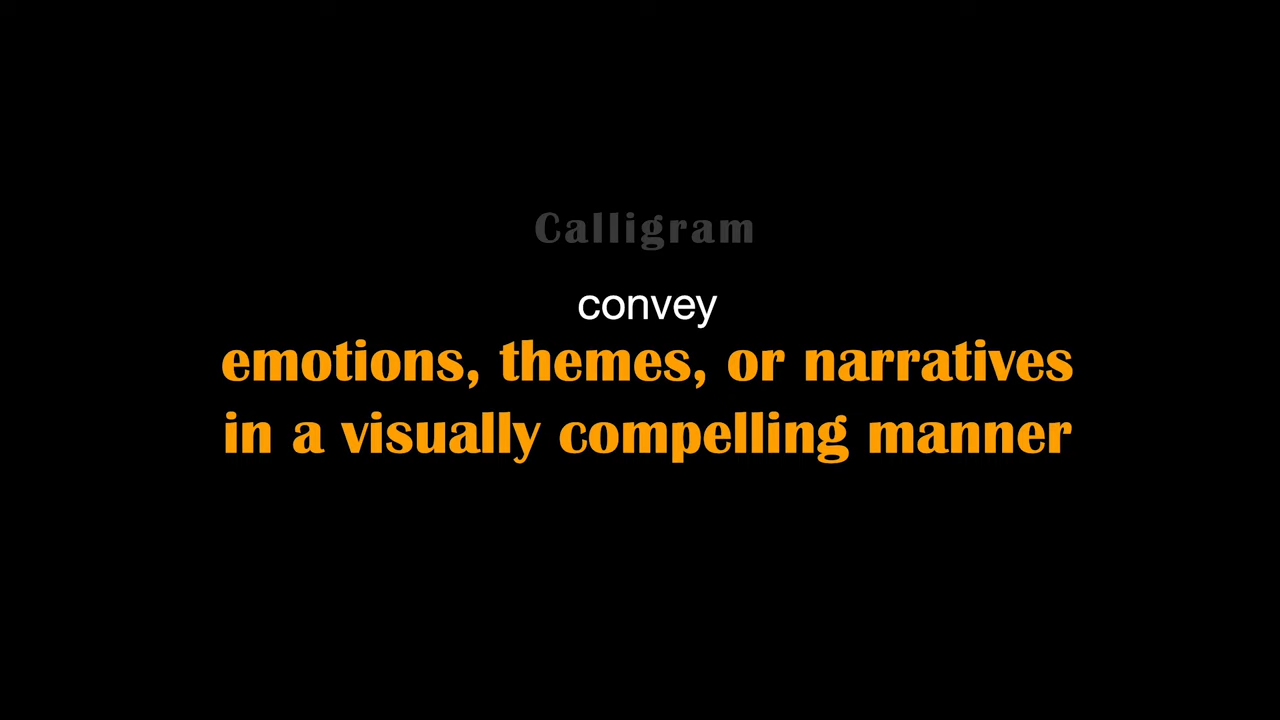 Calligram
convey
emotions, themes, or narratives
in a visually compelling manner